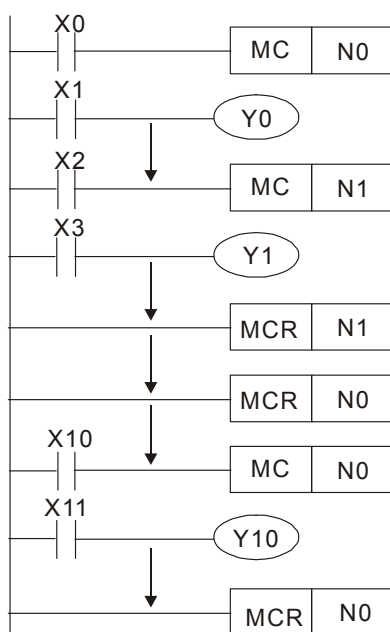 X0
MC N0
X1
Y0
X2
MC N1
X3
Y1
MCR N1
MCR N0
X10
MC N0
X11
Y10
MCR N0